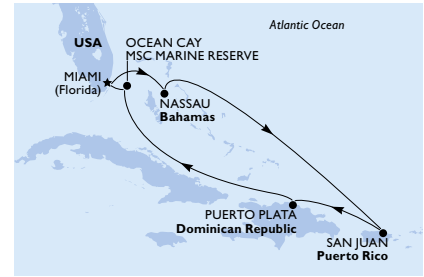 Atlantic Ocean
USA
OCEAN CAY
MSC MARINE RESERVE
MIAMI
(Florida)
NASSAU
Bahamas
PUERTO PLATA
Dominican Republic
SAN JUAN
Puerto Rico